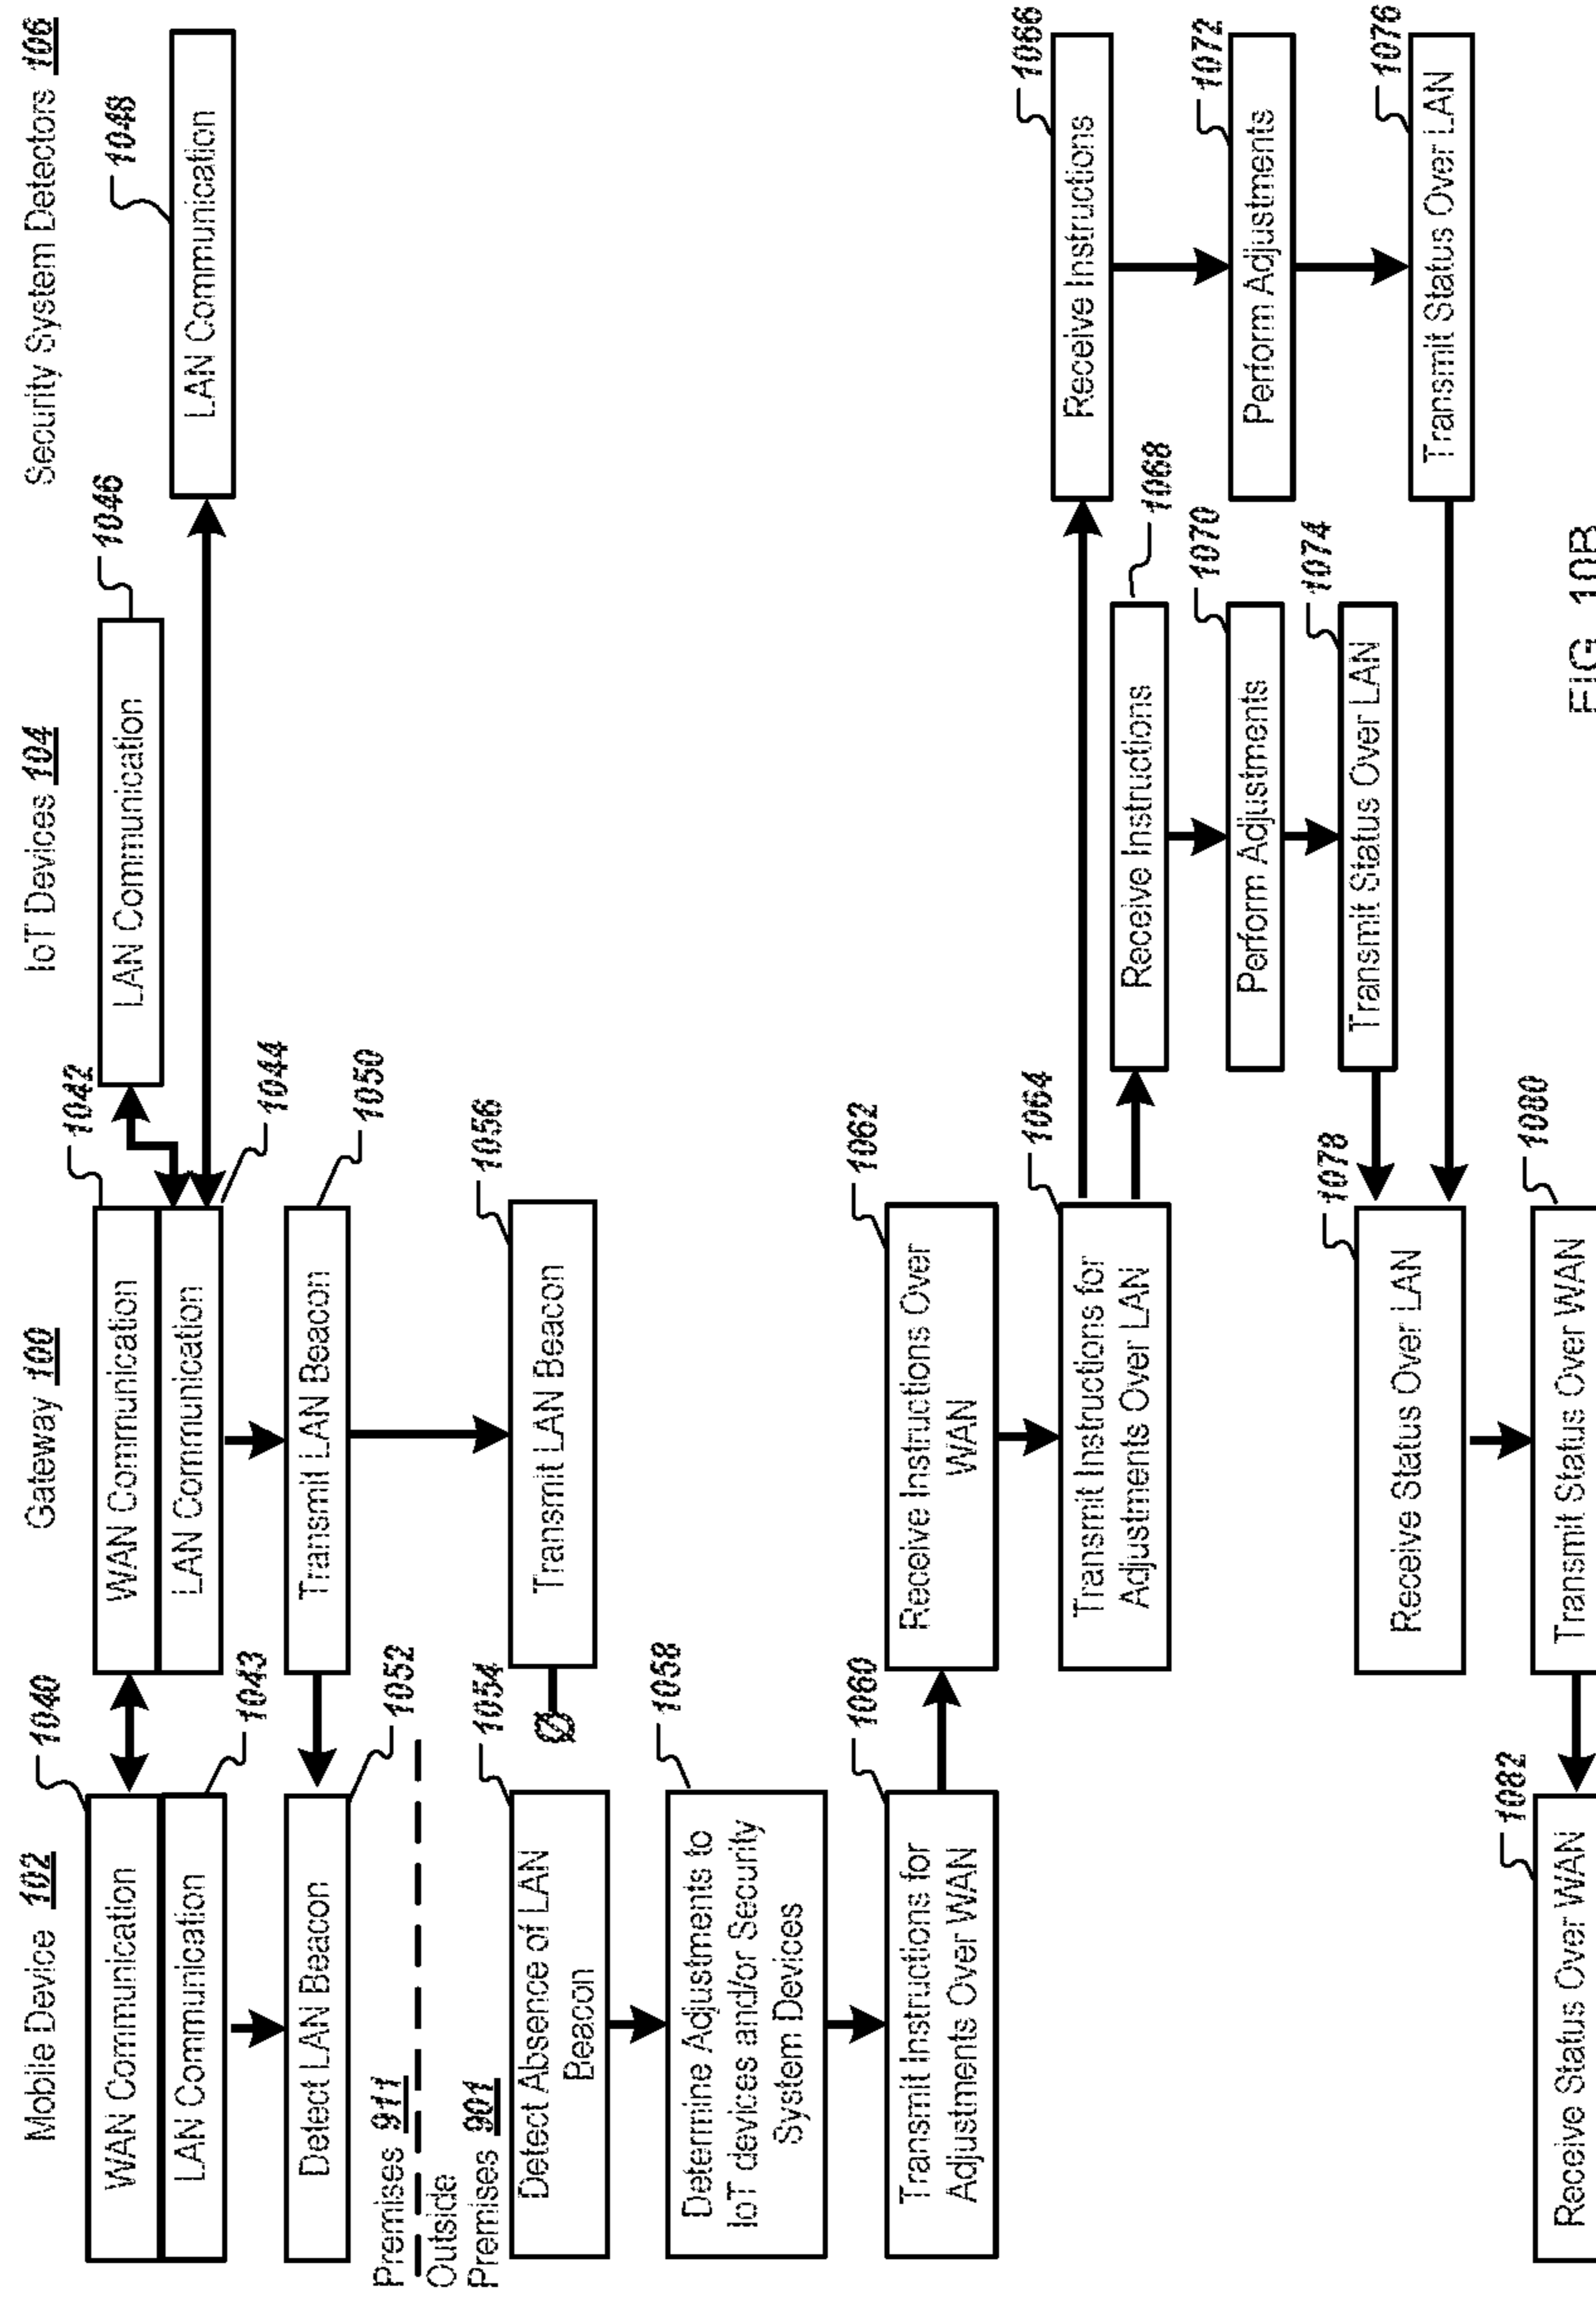 Mobile Device 102
Gateway 100
IoT Devices 104
Security System Detectors 106
1040
WAN Communication
1042
WAN Communication
1046
LAN Communication
1048
LAN Communication
1043
LAN Communication
1044
LAN Communication
1052
Detect LAN Beacon
1050
Transmit LAN Beacon
Premises 911
Outside
Premises 901
1054
Detect Absence of LAN
Beacon
Ø
1056
Transmit LAN Beacon
1058
Determine Adjustments to
IoT devices and/or Security
System Devices
1060
Transmit Instructions for
Adjustments Over WAN
1062
Receive Instructions Over
WAN
1064
Transmit Instructions for
Adjustments Over LAN
1066
Receive Instructions
1068
Receive Instructions
1070
Perform Adjustments
1072
Perform Adjustments
1074
Transmit Status Over LAN
1076
Transmit Status Over LAN
1078
Receive Status Over LAN
1080
Transmit Status Over WAN
1082
Receive Status Over WAN
FIG. 10B